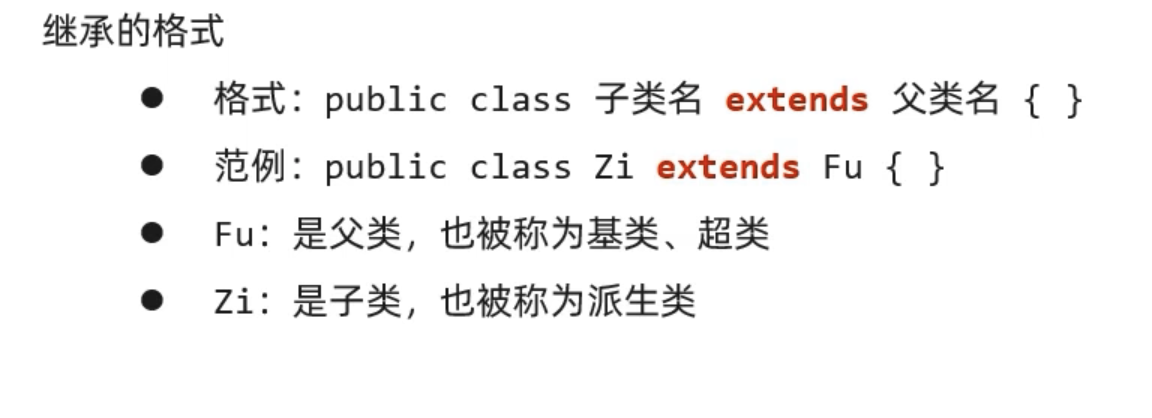 继承的格式
● 格式：public class 子类名 extends 父类名 { }
● 范例：public class Zi extends Fu { }
● Fu：是父类，也被称为基类、超类
● Zi：是子类，也被称为派生类